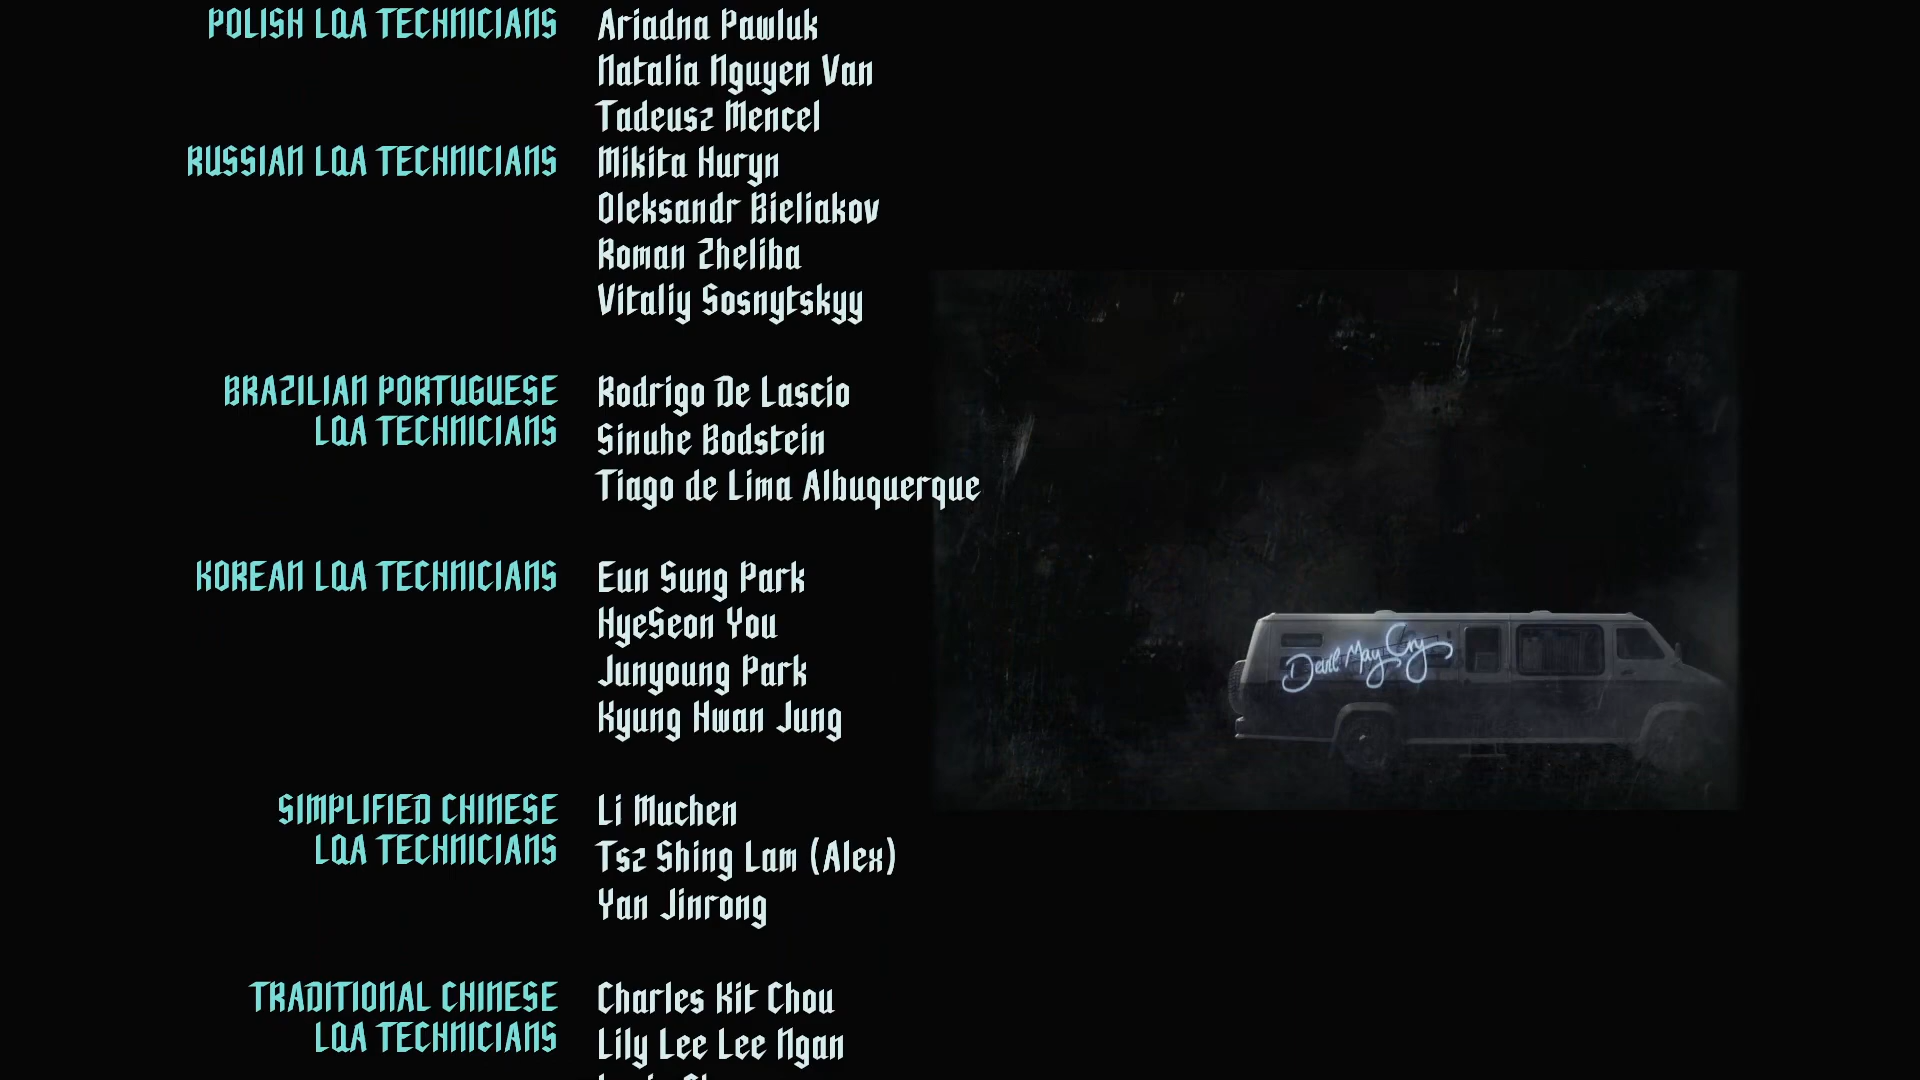 POLISH LQA TECHNICIANS Ariadna Pawluk
Natalia Nguyen Van
Tadeusz Mencel
RUSSIAN LQA TECHNICIANS Mikita Huryn
Oleksandr Bieliakov
Roman Zheliba
Vitaliy Sosnytskyy
BRAZILIAN PORTUGUESE
LQA TECHNICIANS
Rodrigo De Lascio
Sinuhe Bodstein
Tiago de Lima Albuquerque
KOREAN LQA TECHNICIANS Eun Sung Park
HyeSeon You
Junyoung Park
Kyung Hwan Jung
Devil May Cry
SIMPLIFIED CHINESE
LQA TECHNICIANS
Li Muchen
Tsz Shing Lam (Alex)
Yan Jinrong
TRADITIONAL CHINESE
LQA TECHNICIANS
Charles Kit Chou
Lily Lee Lee Ngan